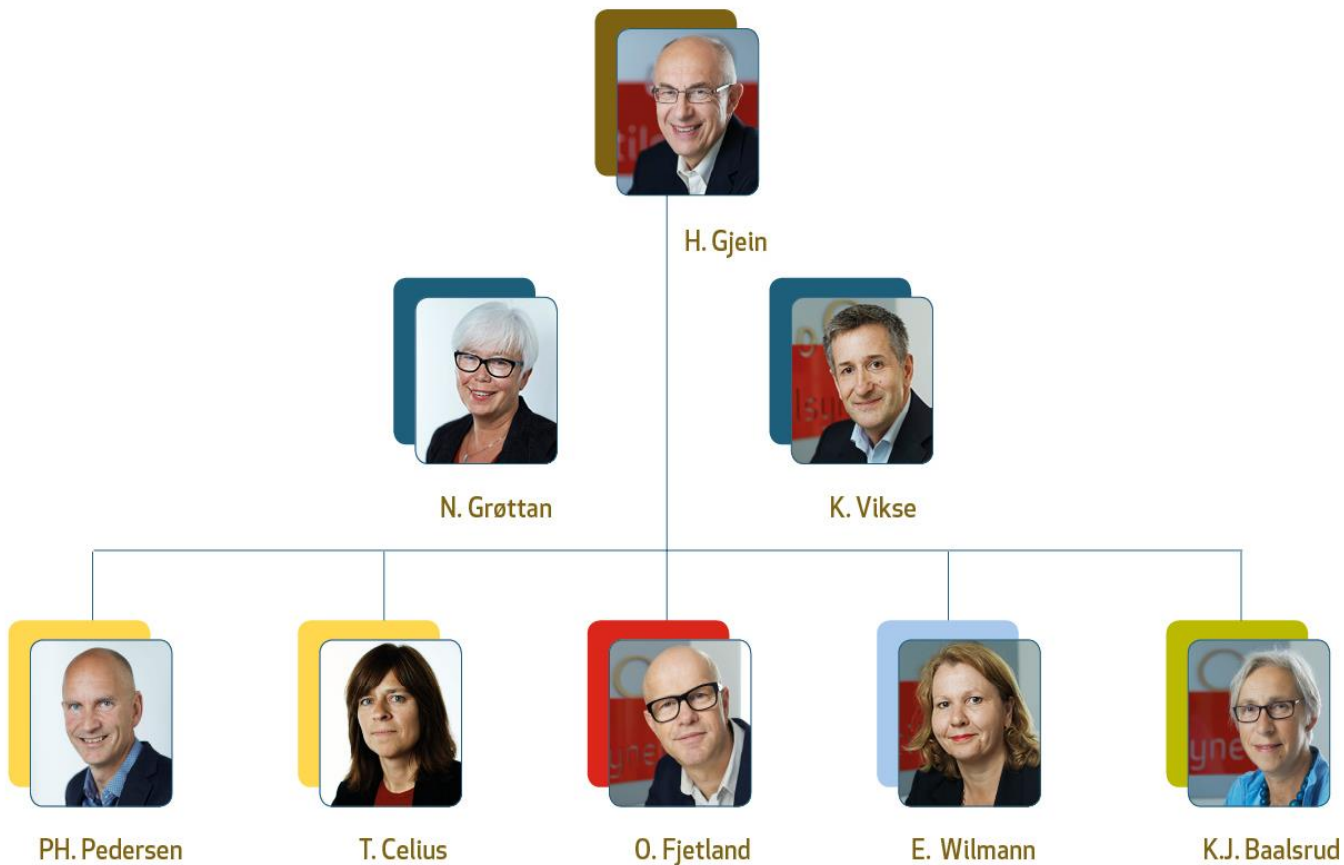 H. Gjein
N. Grøttan
K. Vikse
PH. Pedersen
T. Celius
O. Fjetland
E. Wilmann
K.J. Baalsrud